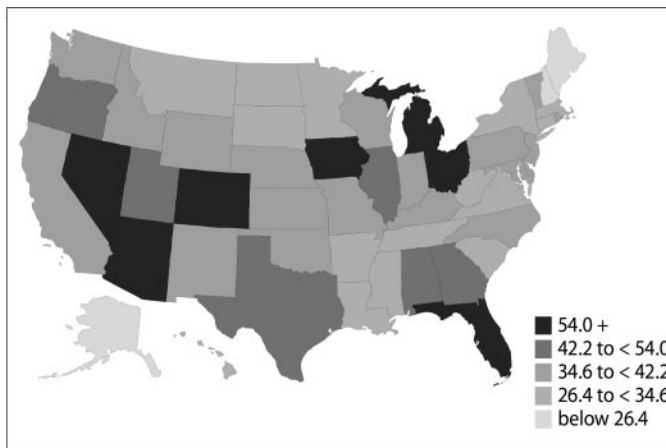 54.0 +
42.2 to < 54.0
34.6 to < 42.2
26.4 to < 34.6
below 26.4